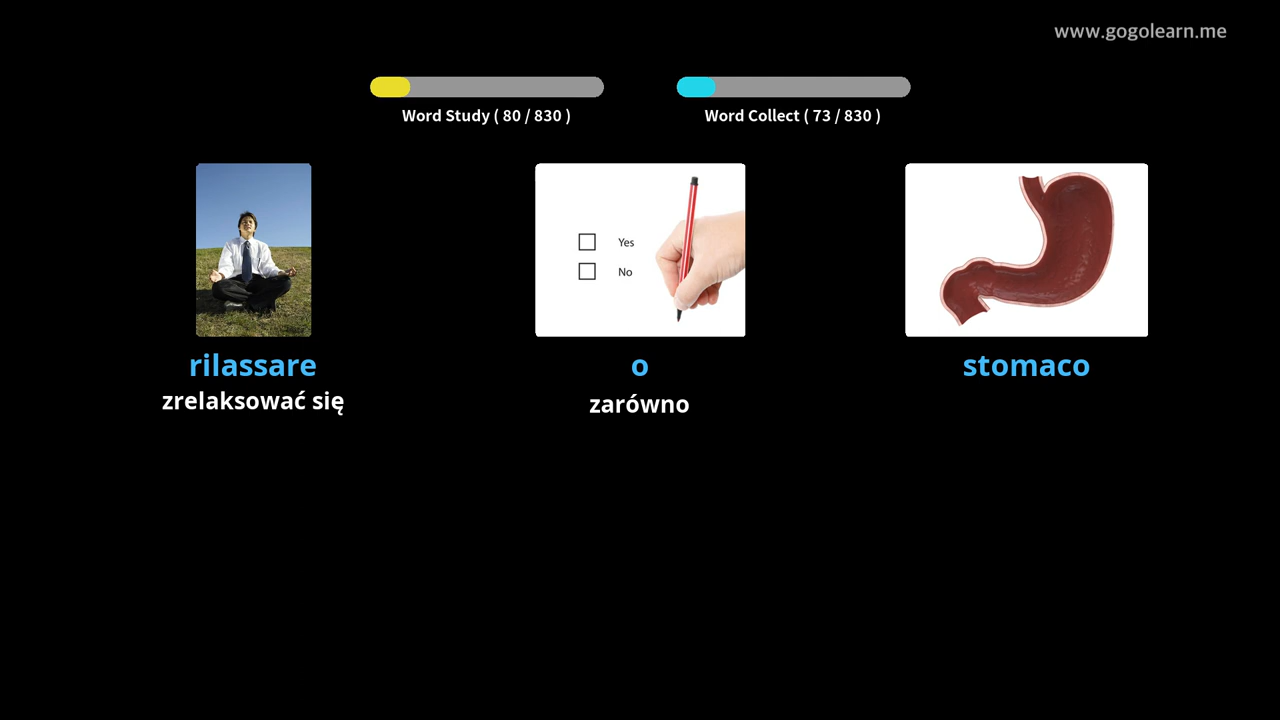 www.gogolearn.me
Word Study ( 80 / 830 )
Word Collect ( 73 / 830 )
Yes
No
rilassare
o
stomaco
zrelaksować się
zarówno